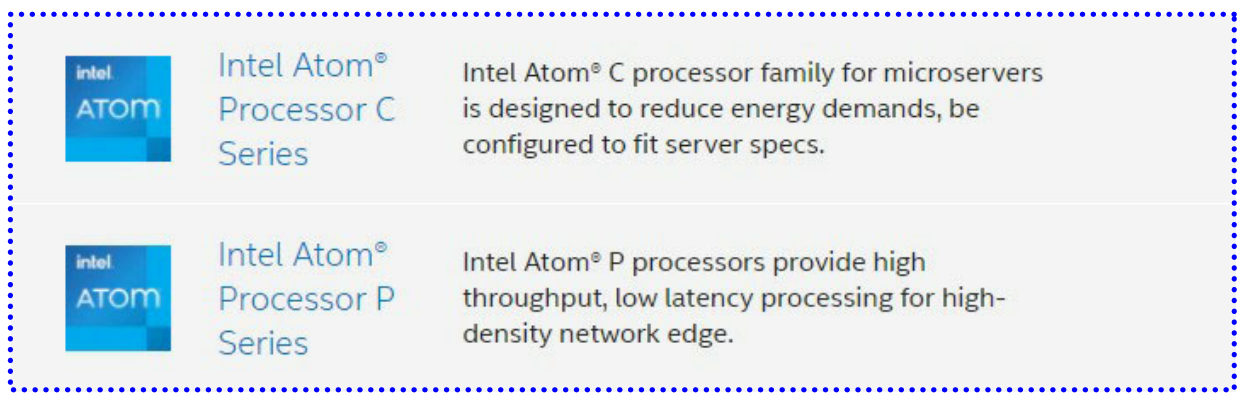 intel
ATOM
Intel Atom®
Processor C
Series
Intel Atom® C processor family for microservers
is designed to reduce energy demands, be
configured to fit server specs.
intel
ATOM
Intel Atom®
Processor P
Series
Intel Atom® P processors provide high
throughput, low latency processing for high-
density network edge.